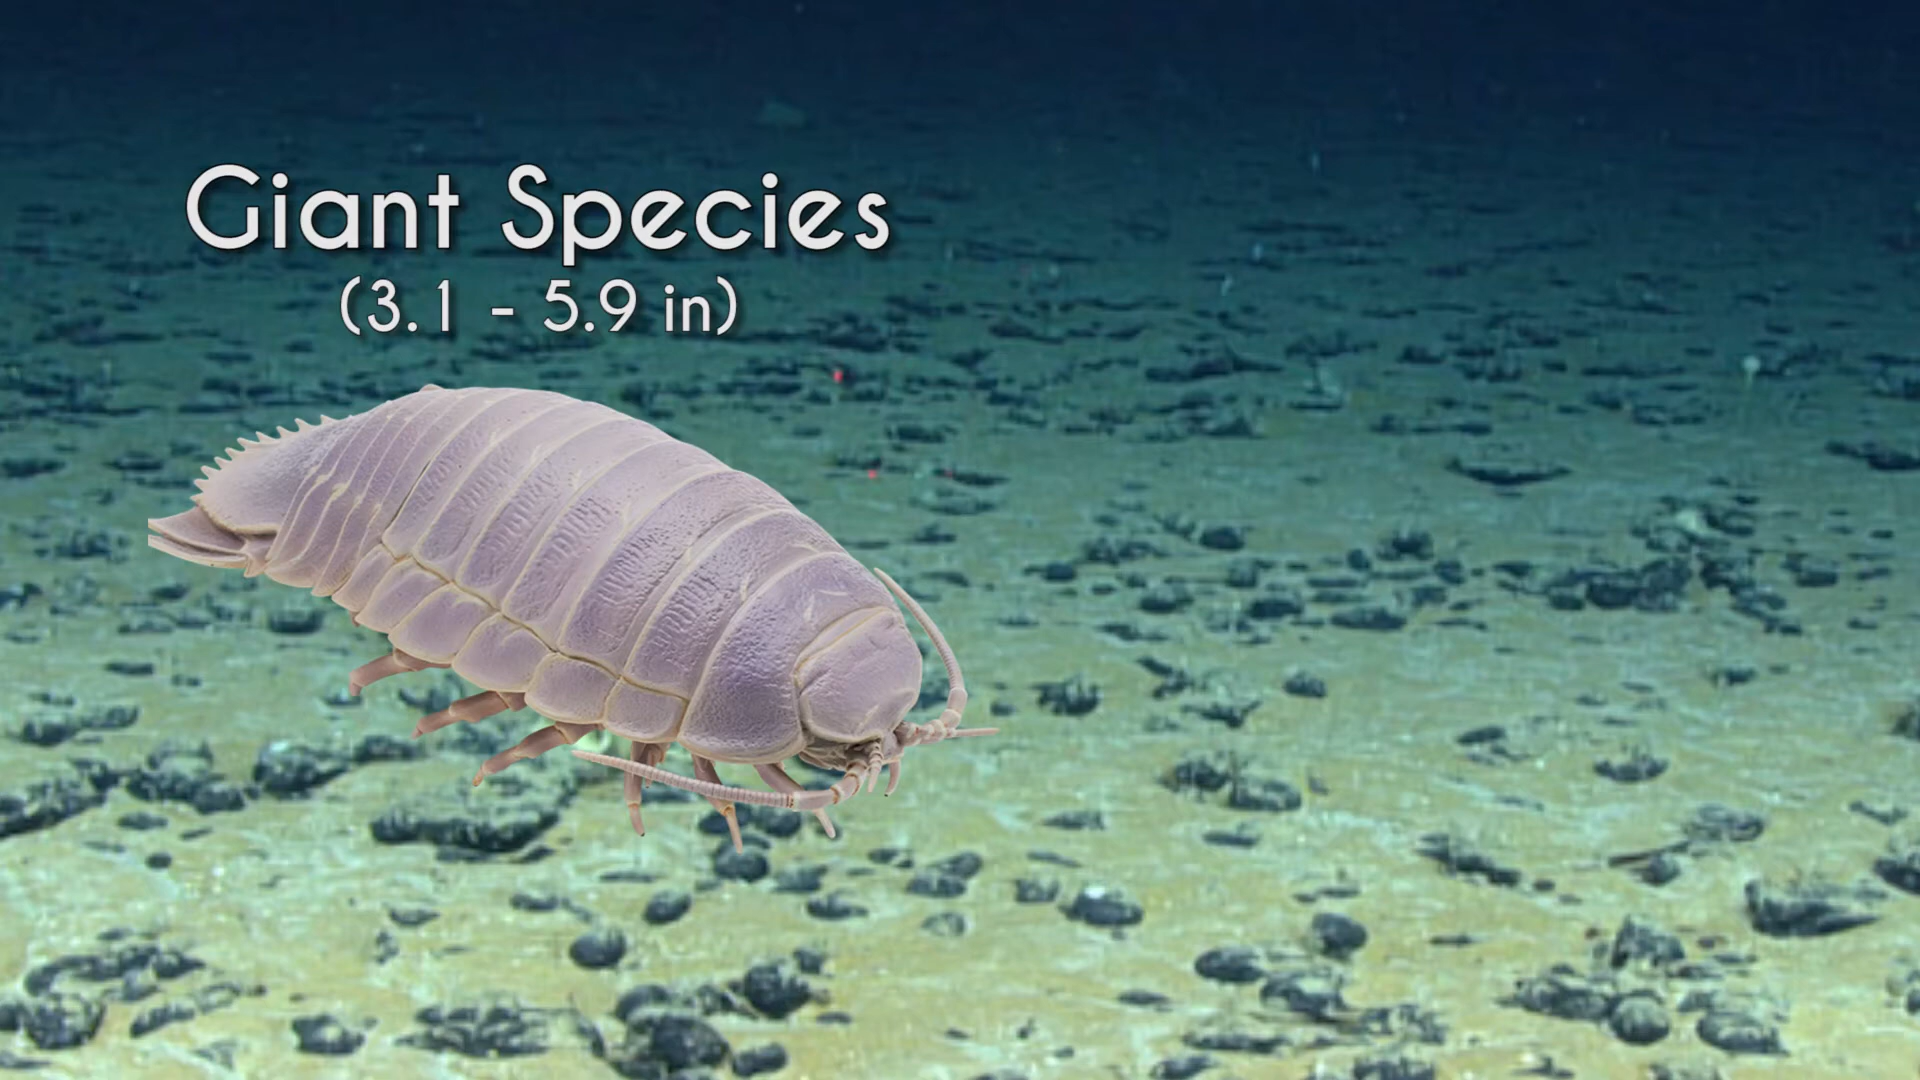 Giant Species
(3.1 - 5.9 in)